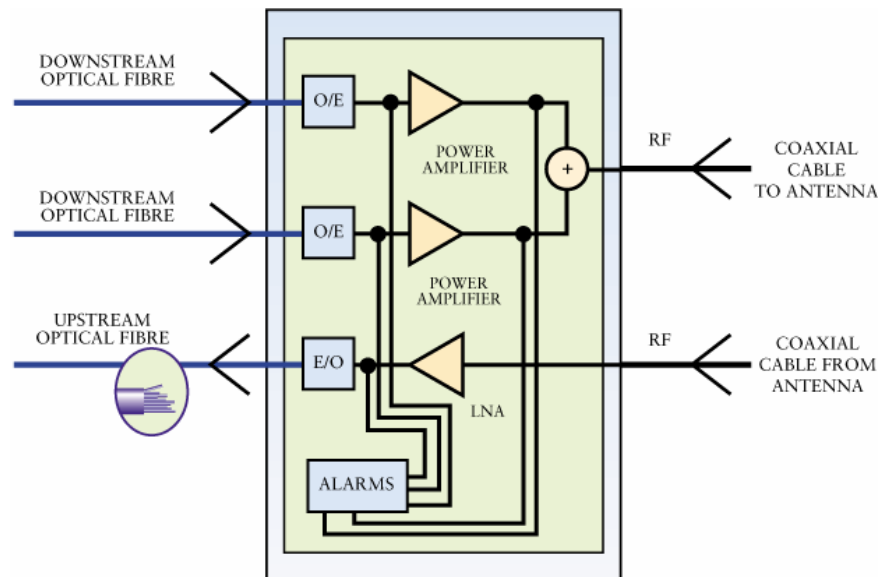 DOWNSTREAM
OPTICAL FIBRE
O/E
POWER
AMPLIFIER
+
RF
COAXIAL
CABLE
TO ANTENNA
DOWNSTREAM
OPTICAL FIBRE
O/E
POWER
AMPLIFIER
UPSTREAM
OPTICAL FIBRE
E/O
LNA
RF
COAXIAL
CABLE FROM
ANTENNA
ALARMS